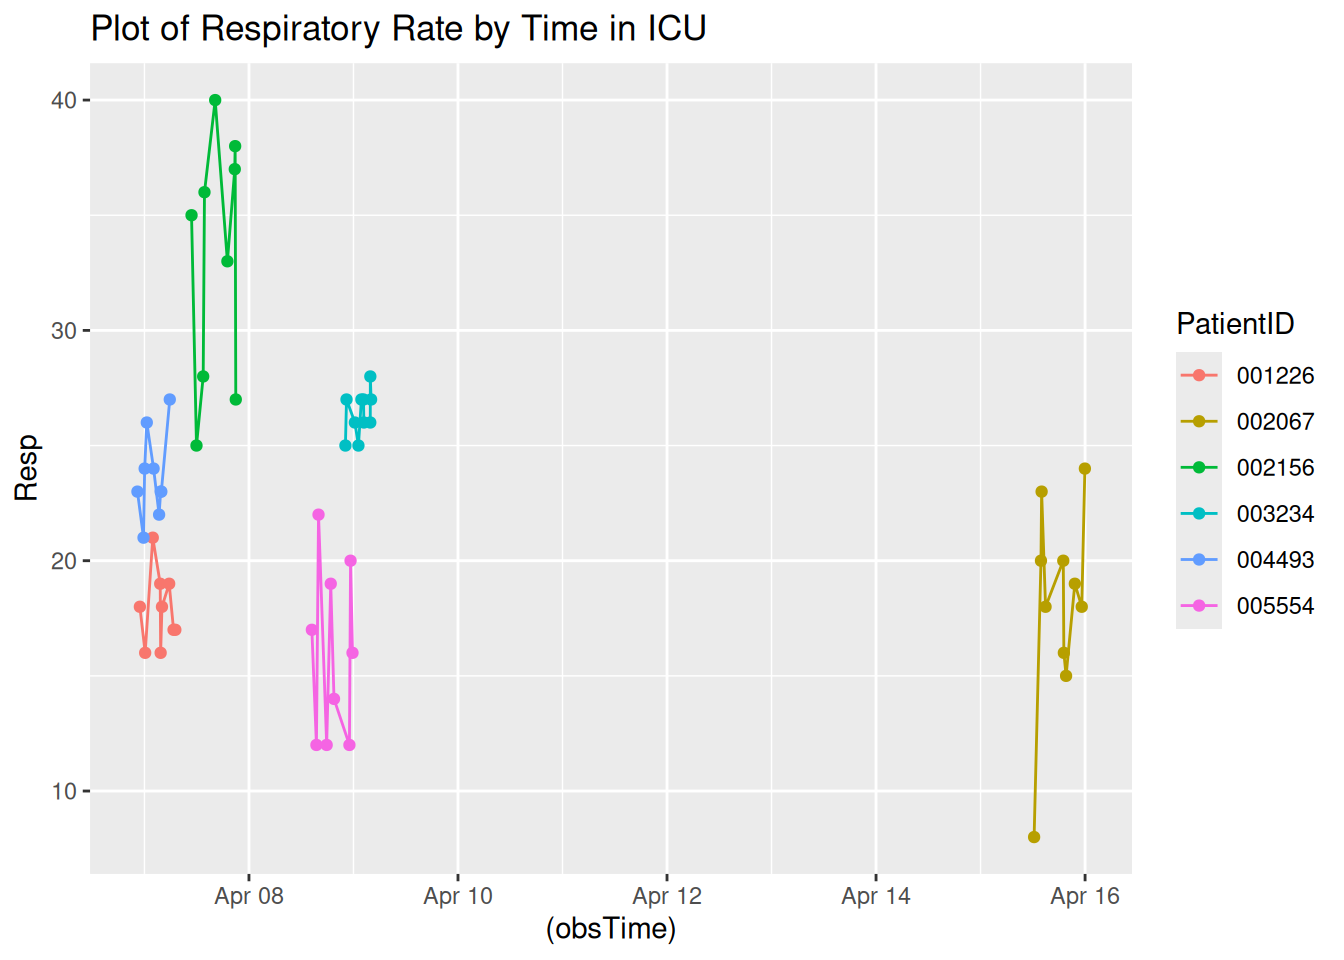 Plot of Respiratory Rate by Time in ICU
40
30
20
10
Resp
Apr 08
Apr 10
Apr 12
Apr 14
Apr 16
(obsTime)
PatientID
001226
002067
002156
003234
004493
005554